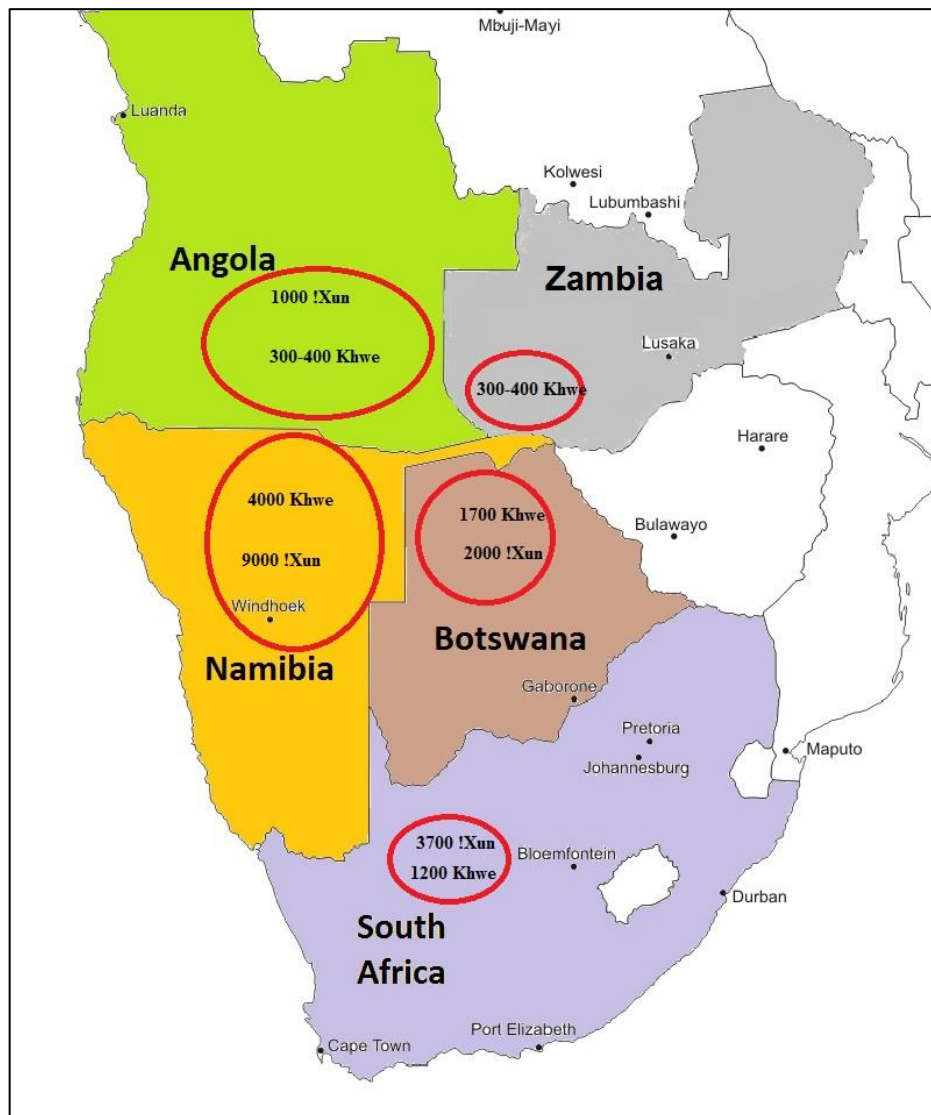 Mbuji-Mayi
Luanda
Kolwesi
Lubumbashi
Angola
Zambia
1000 !Xun
300-400 Khwe
Lusaka
300-400 Khwe
Harare
4000 Khwe
1700 Khwe
Bulawayo
9000 !Xun
2000 !Xun
Windhoek
Namibia
Botswana
Gaborone
Pretoria
Johannesburg
Maputo
3700 !Xun
1200 Khwe
Bloemfontein
Durban
South
Africa
Port Elizabeth
Cape Town